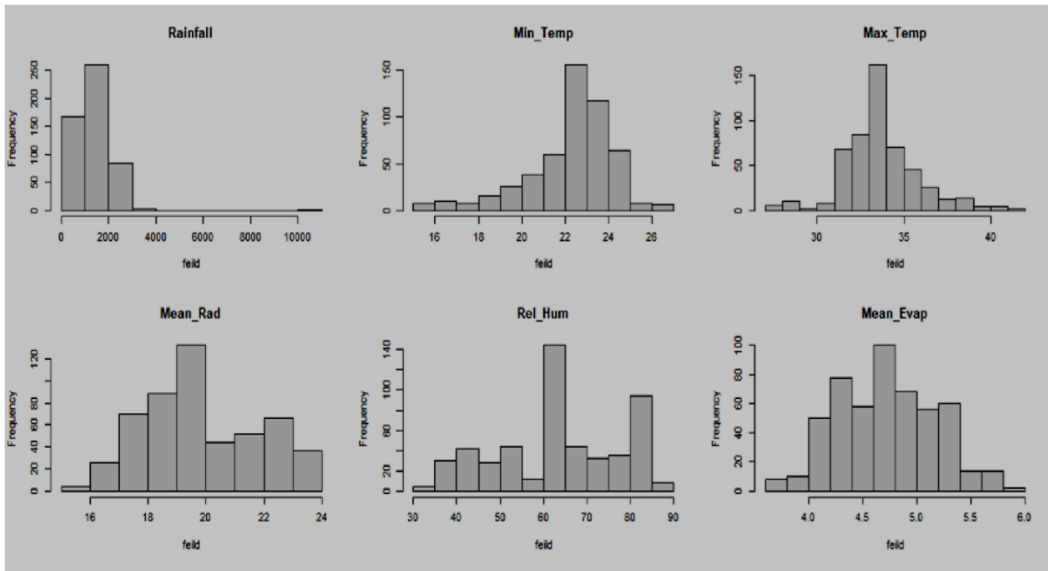 Rainfall
Frequency
0 50 100 150 200 250
0 2000 4000 6000 8000 10000
feild
Min_Temp
Frequency
0 50 100 150
16 18 20 22 24 26
feild
Max_Temp
Frequency
0 50 100 150
30 35 40
feild
Mean_Rad
Frequency
0 20 40 60 80 120
16 18 20 22 24
feild
Rel_Hum
Frequency
0 20 40 60 100 140
30 40 50 60 70 80 90
feild
Mean_Evap
Frequency
0 20 40 60 80 100
4.0 4.5 5.0 5.5 6.0
feild